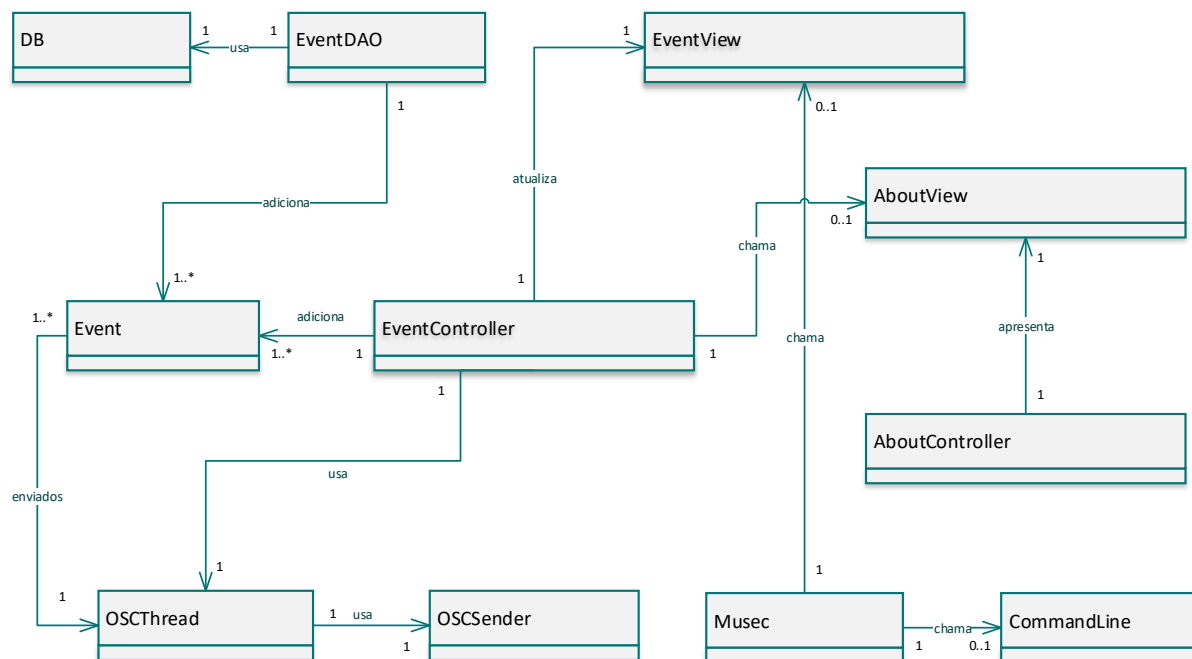 DB
1
usa
1
EventDAO
1
EventView
1
0..1
adiciona
atualiza
AboutView
0..1
chama
1
1..*
1
1..*
Event
adiciona
1..*
1
EventController
1
chama
apresenta
1
1
AboutController
usa
enviados
1
1
1
OSCThread
1
usa
1
OSCSender
Musec
chama
1
0..1
CommandLine